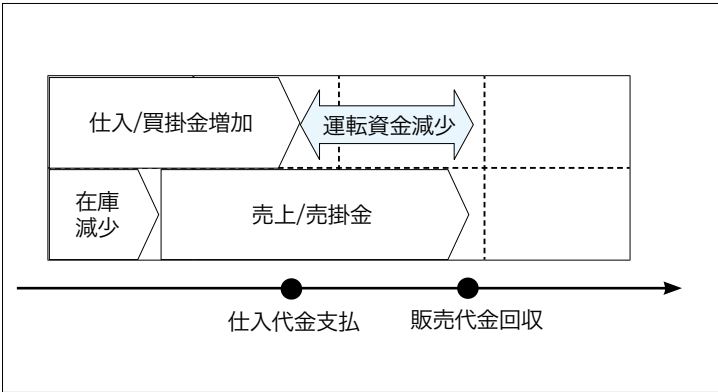 仕入/買掛金増加
運転資金減少
在庫
減少
売上/売掛金
仕入代金支払
販売代金回収